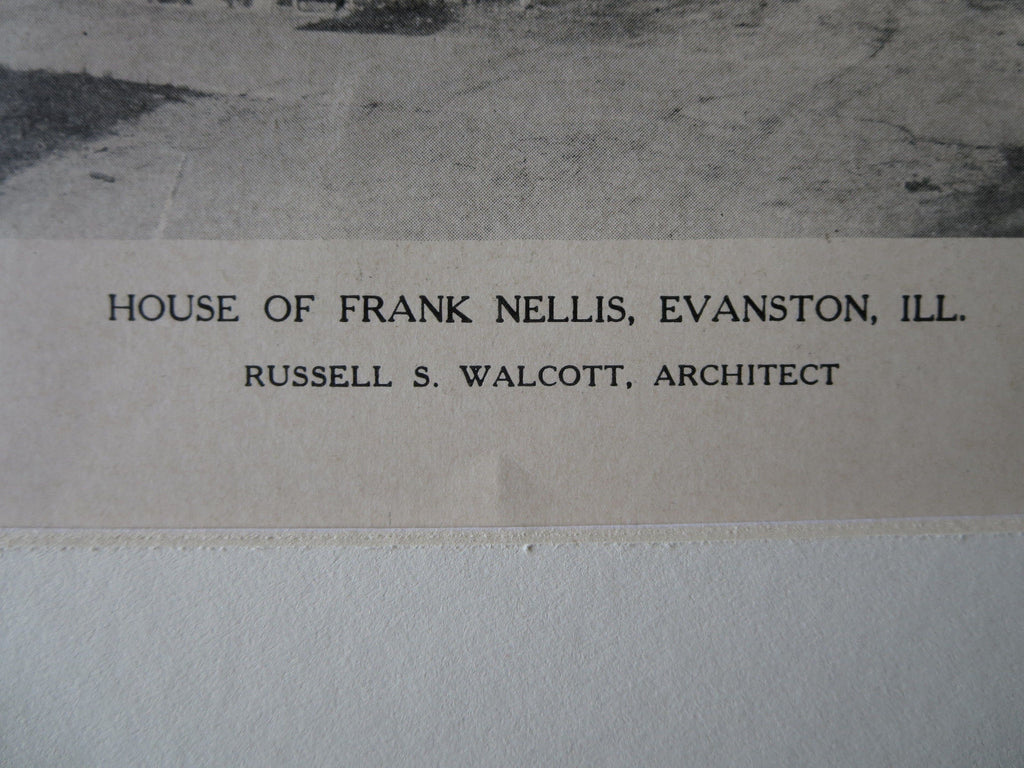 HOUSE OF FRANK NELLIS, EVANSTON, ILL.
RUSSELL S. WALCOTT, ARCHITECT